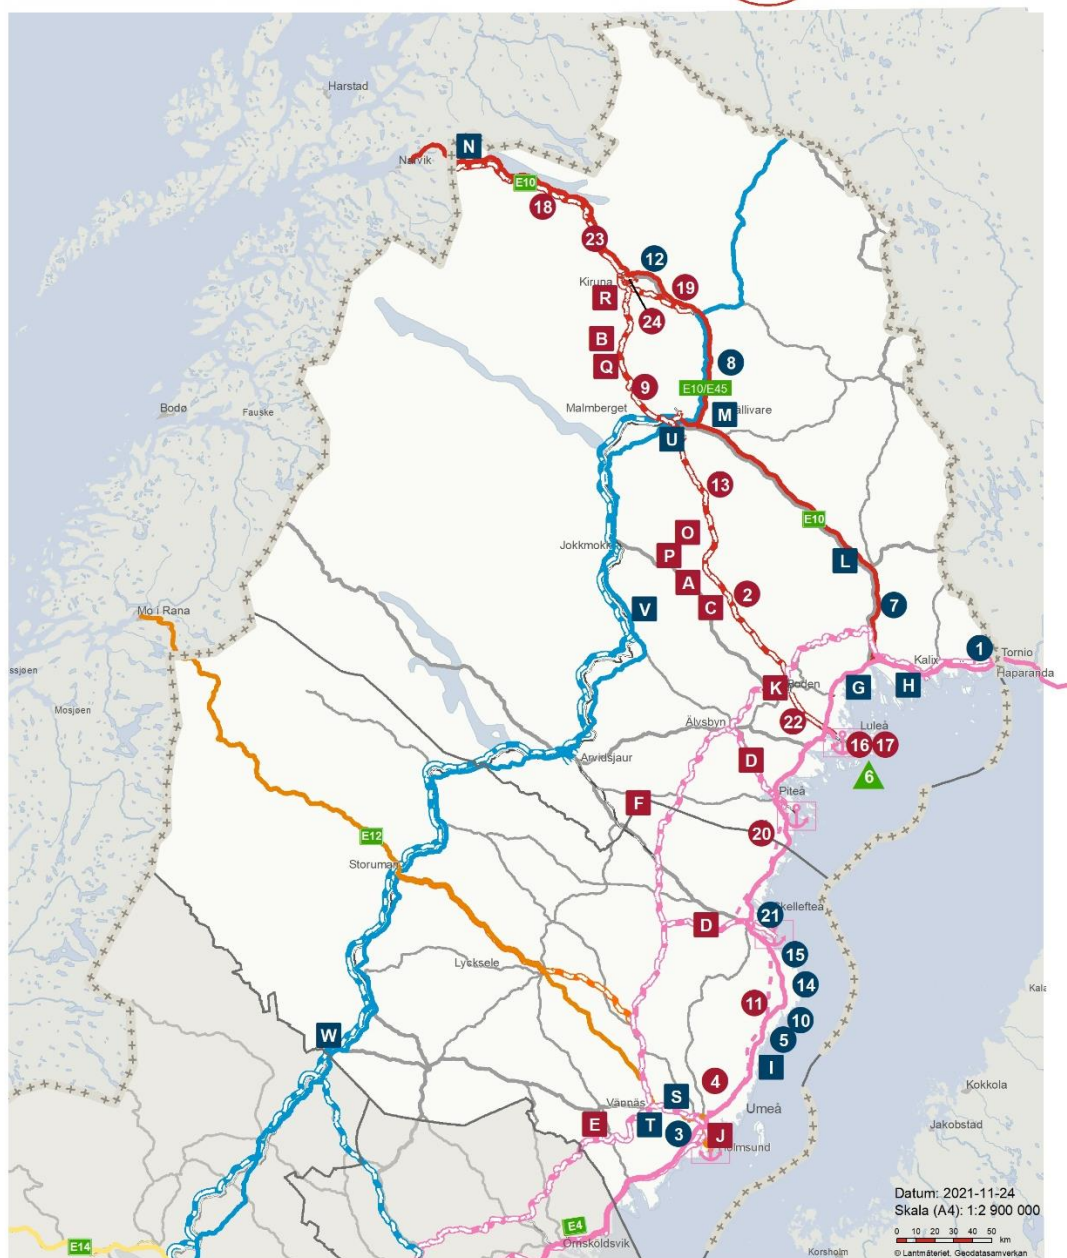 Harstad
Narvik
N
E10
18
23
12
Kiruna
19
R
24
B
Q
8
9
E10/E45
Malmberget
M
ällivare
U
Bodø
Fauske
13
E10
O
Jokkmokk
P
L
A
2
C
7
V
Mo i Rana
1
Tornio
Kalix
Haparanda
G
H
K
Boden
ssjøen
Mosjøen
22
Luleå
Älvsbyn
16
17
D
6
Arvidsjaur
Piteå
F
20
E12
Storuman
21
Skellefteå
D
15
Lycksele
14
11
Kala
10
5
W
I
4
Kokkola
S
Vännäs
Umeå
E
T
3
J
olmsund
Jakobstad
Datum: 2021-11-24
Skala (A4): 1:2 900 000
E4
Örnsköldsvik
0 10 20 30 40 50
km
E14
Korsholm
© Lantmäteriet, Geodatasamverkan